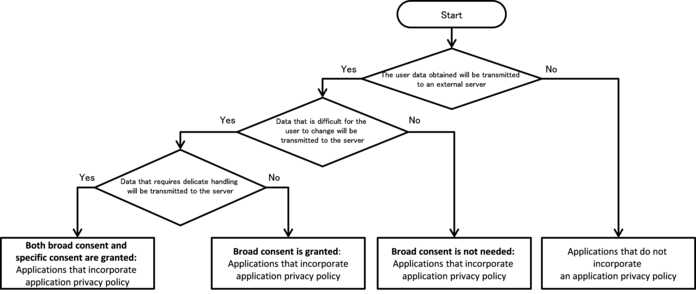 Start
Yes
The user data obtained will be transmitted
to an external server
No
Yes
Data that is difficult for the
user to change will be
transmitted to the server
No
Yes
Data that requires delicate handling
will be transmitted to the server
No
Both broad consent and
specific consent are granted:
Applications that incorporate
application privacy policy
Broad consent is granted:
Applications that incorporate
application privacy policy
Broad consent is not needed:
Applications that incorporate
application privacy policy
Applications that do not
incorporate
an application privacy policy